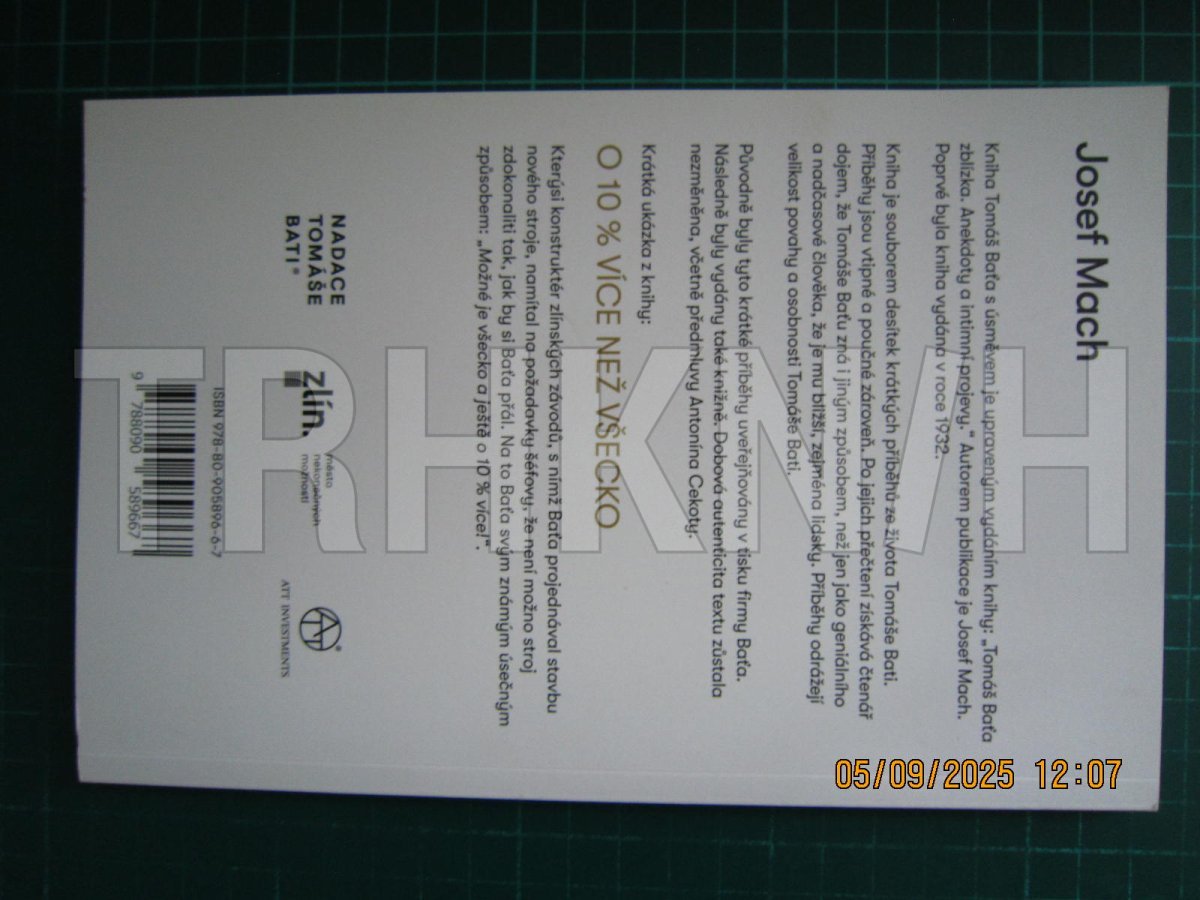 Josef Mach
Kniha Tomáš Baťa s úsměvem je upraveným vydáním knihy: „Tomáš Baťa
zblízka. Anekdoty a intimní projevy.“ Autorem publikace je Josef Mach.
Poprvé byla kniha vydána v roce 1932.
Kniha je souborem desítek krátkých příběhů ze života Tomáše Bati.
Příběhy jsou vtipné a poučné zároveň. Po jejich přečtení získává čtenář
dojem, že Tomáše Baťu zná i jiným způsobem, než jen jako geniálního
a nadčasové člověka, že je mu bližší, zejména lidsky. Příběhy odrážejí
velikost povahy a osobnosti Tomáše Bati.
Původně byly tyto krátké příběhy uveřejňovány v tisku firmy Baťa.
Následně byly vydány také knižně. Dobová autenticita textu zůstala
nezměněna, včetně předmluvy Antonína Cekoty.
Krátká ukázka z knihy:
O 10 % VÍCE NEŽ VŠECKO
Kterýsi konstruktér zlínských závodů, s nímž Baťa projednával stavbu
nového stroje, namítal na požadavky šéfovy, že není možno stroj
zdokonaliti tak, jak by si Baťa přál. Na to Baťa svým známým úsečným
způsobem: „Možné je všecko a ještě o 10 % více!“.
NADACE
TOMÁŠE
BATI®
zlín.
město
nekonečných
možností
ATT INVESTMENTS
ISBN 978-80-905896-6-7
9 788090 589667
TRHKNIH
05/09/2025 12:07